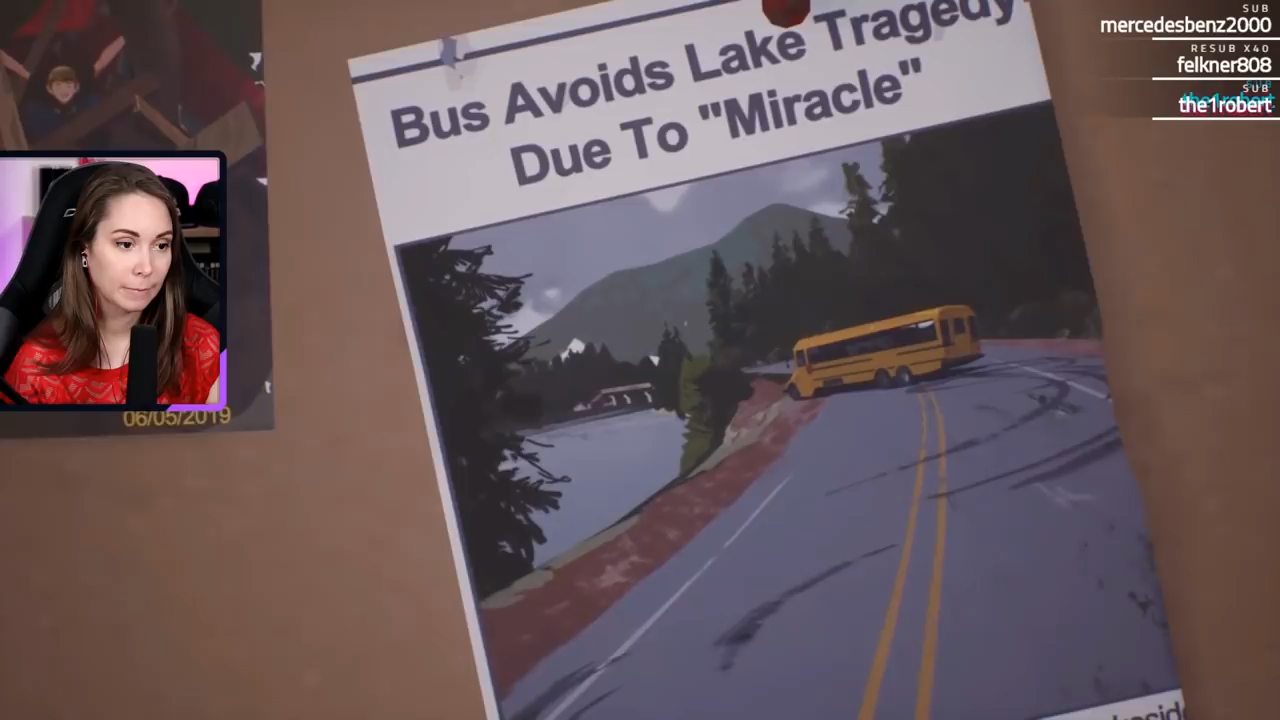 Bus Avoids Lake Tragedy
Due To "Miracle"
SUB
mercedesbenz2000
RESUB X40
felkner808
SUB
the1robert
06/05/2019